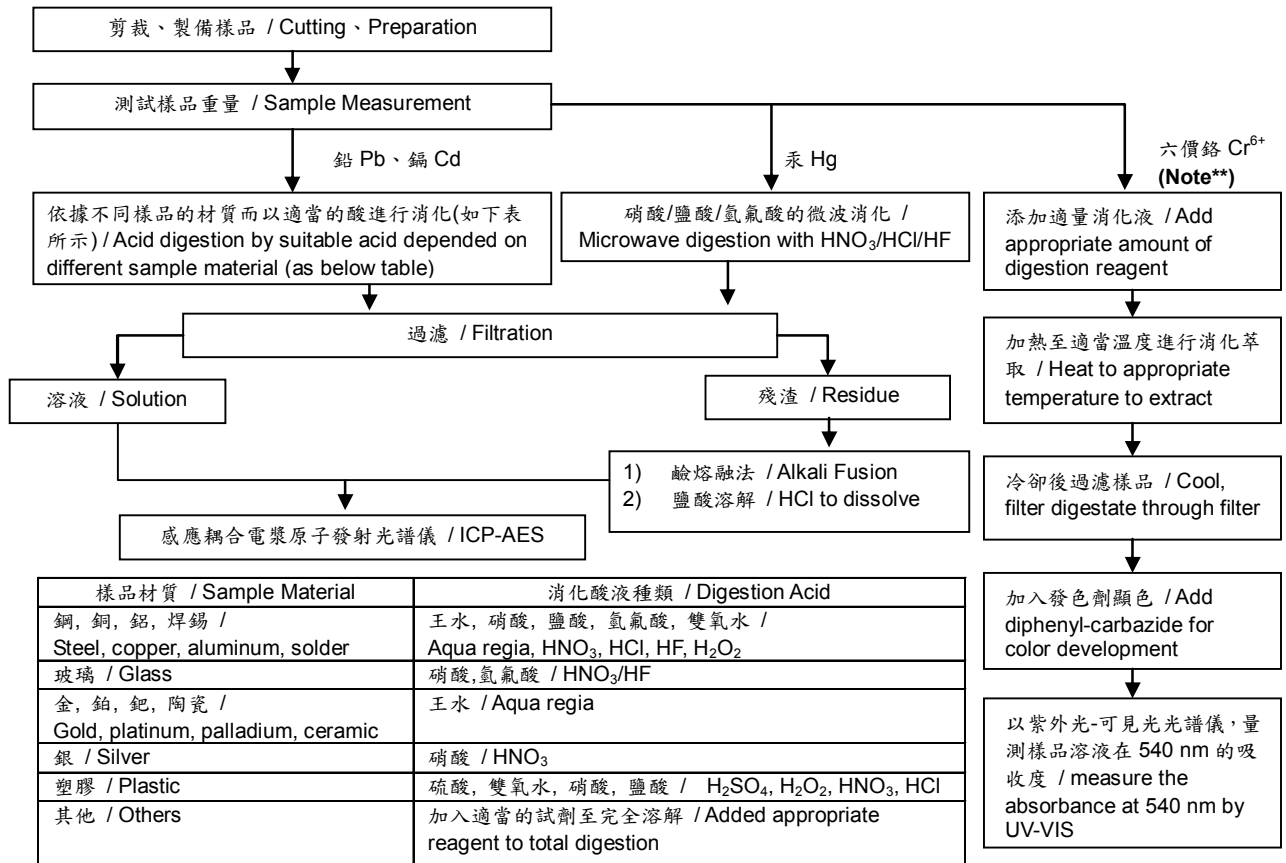 剪裁、製備樣品 / Cutting、Preparation
測試樣品重量 / Sample Measurement
鉛 Pb、鎘 Cd
汞 Hg
六價鉻 Cr⁶⁺
(Note**)
依據不同樣品的材質而以適當的酸進行消化(如下表
所示) / Acid digestion by suitable acid depended on
different sample material (as below table)
硝酸/鹽酸/氫氟酸的微波消化 /
Microwave digestion with HNO₃/HCl/HF
添加適量消化液 / Add
appropriate amount of
digestion reagent
過濾 / Filtration
加熱至適當溫度進行消化萃
取 / Heat to appropriate
temperature to extract
溶液 / Solution
殘渣 / Residue
1) 鹼熔融法 / Alkali Fusion
2) 鹽酸溶解 / HCl to dissolve
冷卻後過濾樣品 / Cool,
filter digestate through filter
感應耦合電漿原子發射光譜儀 / ICP-AES
加入發色劑顯色 / Add
diphenyl-carbazide for
color development
以紫外光-可見光光譜儀，量
測樣品溶液在 540 nm 的吸
收度 / measure the
absorbance at 540 nm by
UV-VIS
樣品材質 / Sample Material
消化酸液種類 / Digestion Acid
鋼, 銅, 鋁, 焊錫 /
Steel, copper, aluminum, solder
王水, 硝酸, 鹽酸, 氫氟酸, 雙氧水 /
Aqua regia, HNO₃, HCl, HF, H₂O₂
玻璃 / Glass
硝酸,氫氟酸 / HNO₃/HF
金, 鉑, 鈀, 陶瓷 /
Gold, platinum, palladium, ceramic
王水 / Aqua regia
銀 / Silver
硝酸 / HNO₃
塑膠 / Plastic
硫酸, 雙氧水, 硝酸, 鹽酸 / H₂SO₄, H₂O₂, HNO₃, HCl
其他 / Others
加入適當的試劑至完全溶解 / Added appropriate
reagent to total digestion